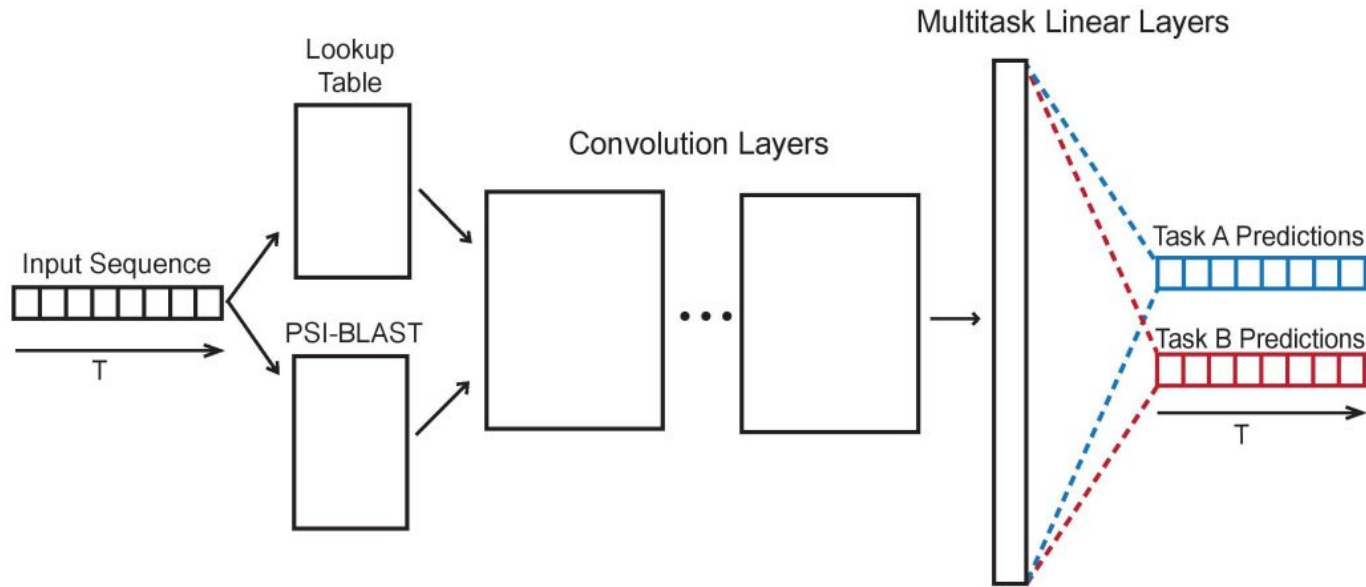 Multitask Linear Layers
Lookup
Table
Convolution Layers
Input Sequence
T
PSI-BLAST
Task A Predictions
Task B Predictions
T